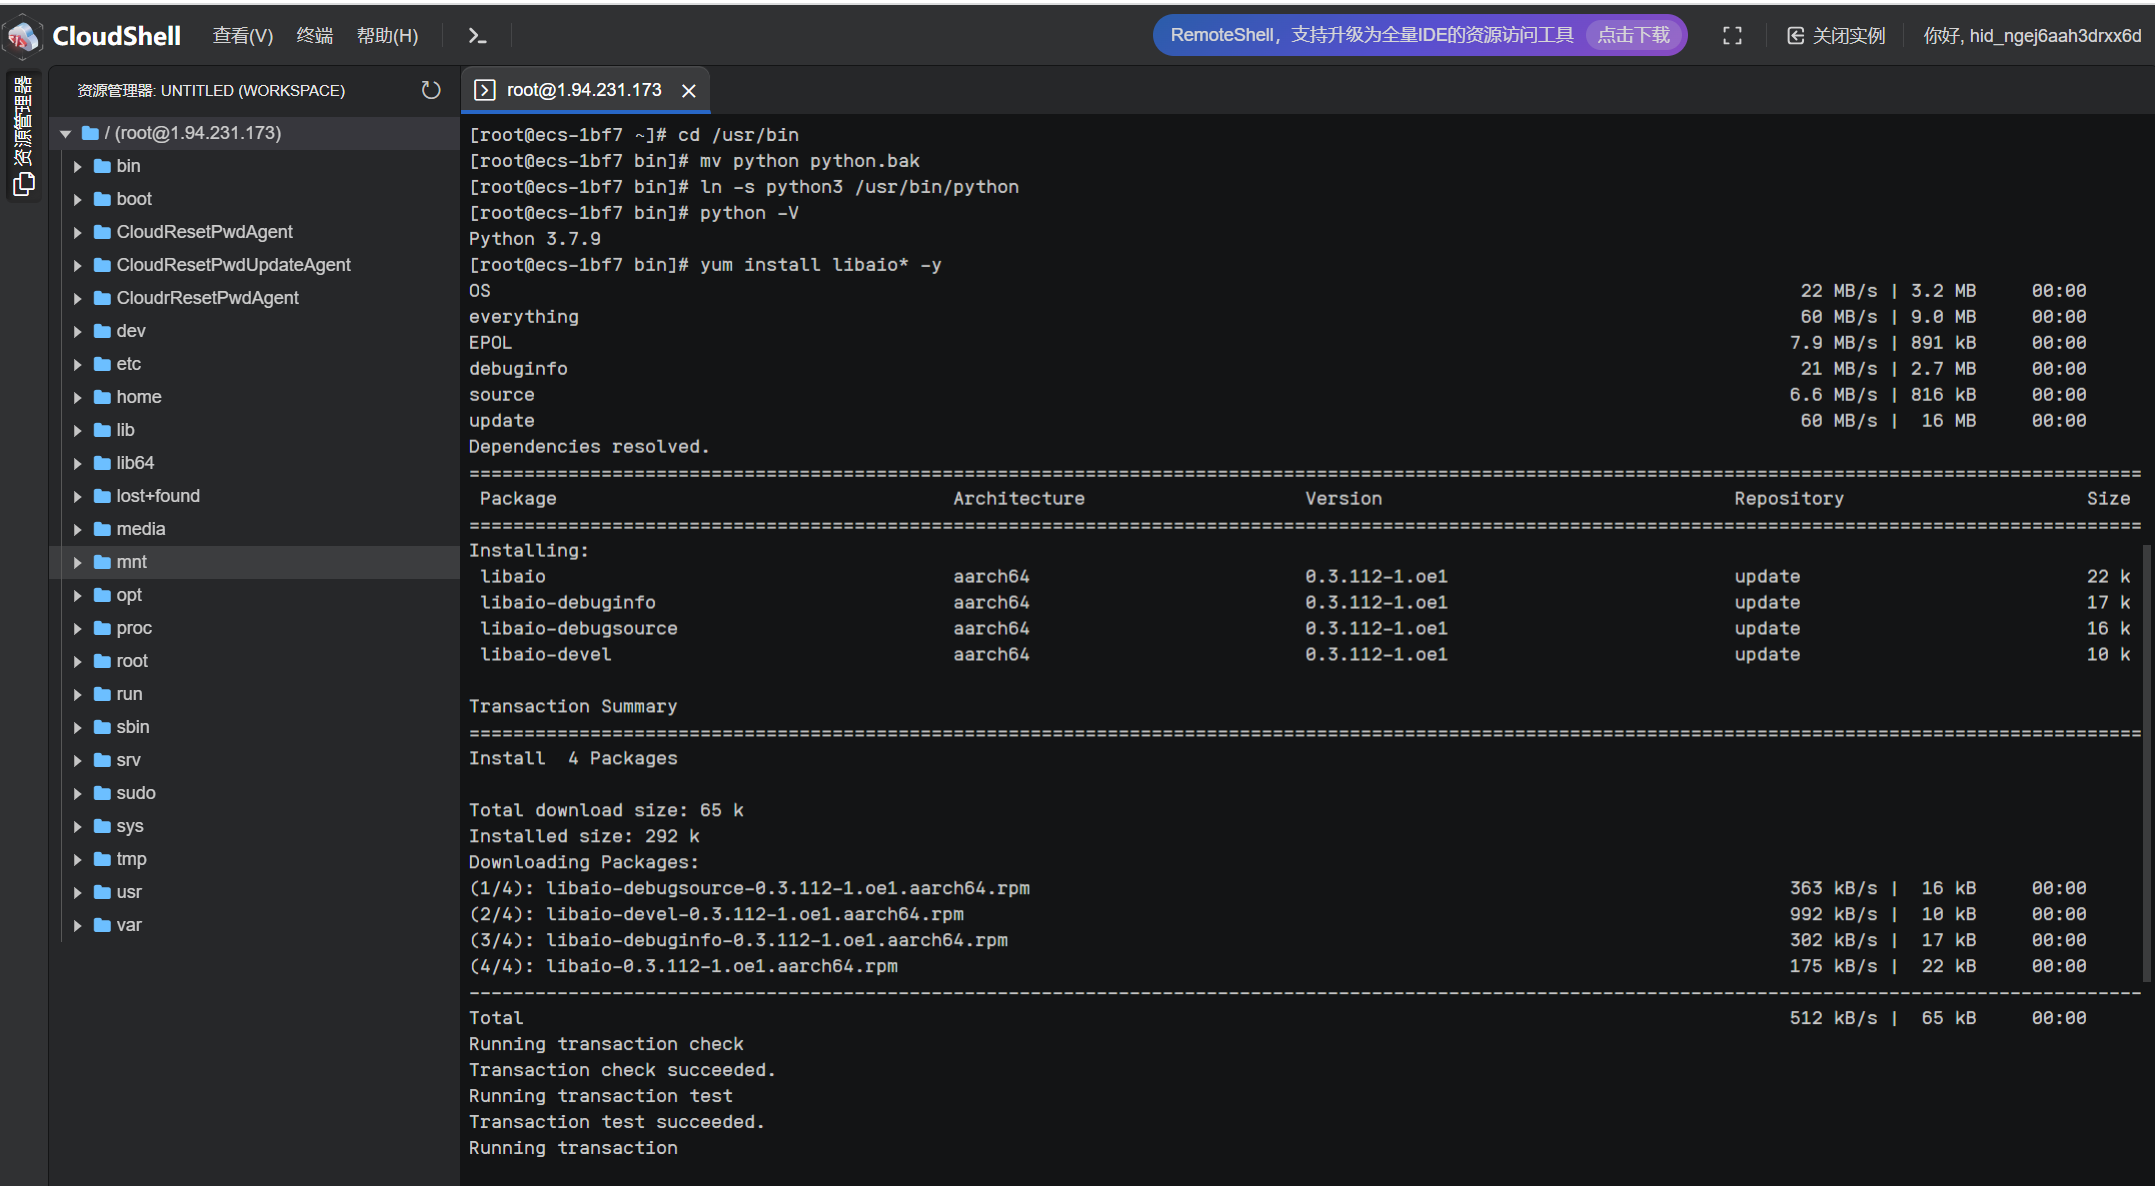 CloudShell 查看(V) 终端 帮助(H) RemoteShell，支持升级为全量IDE的资源访问工具 点击下载 关闭实例 你好, hid_ngej6aah3drxx6d
资源管理器
资源管理器: UNTITLED (WORKSPACE)
/ (root@1.94.231.173)
bin
boot
CloudResetPwdAgent
CloudResetPwdUpdateAgent
CloudrResetPwdAgent
dev
etc
home
lib
lib64
lost+found
media
mnt
opt
proc
root
run
sbin
srv
sudo
sys
tmp
usr
var
root@1.94.231.173
[root@ecs-1bf7 ~]# cd /usr/bin
[root@ecs-1bf7 bin]# mv python python.bak
[root@ecs-1bf7 bin]# ln -s python3 /usr/bin/python
[root@ecs-1bf7 bin]# python -V
Python 3.7.9
[root@ecs-1bf7 bin]# yum install libaio* -y
OS 22 MB/s | 3.2 MB 00:00
everything 60 MB/s | 9.0 MB 00:00
EPOL 7.9 MB/s | 891 kB 00:00
debuginfo 21 MB/s | 2.7 MB 00:00
source 6.6 MB/s | 816 kB 00:00
update 60 MB/s | 16 MB 00:00
Dependencies resolved.
Package Architecture Version Repository Size
Installing:
libaio aarch64 0.3.112-1.oe1 update 22 k
libaio-debuginfo aarch64 0.3.112-1.oe1 update 17 k
libaio-debugsource aarch64 0.3.112-1.oe1 update 16 k
libaio-devel aarch64 0.3.112-1.oe1 update 10 k
Transaction Summary
Install 4 Packages
Total download size: 65 k
Installed size: 292 k
Downloading Packages:
(1/4): libaio-debugsource-0.3.112-1.oe1.aarch64.rpm 363 kB/s | 16 kB 00:00
(2/4): libaio-devel-0.3.112-1.oe1.aarch64.rpm 992 kB/s | 10 kB 00:00
(3/4): libaio-debuginfo-0.3.112-1.oe1.aarch64.rpm 302 kB/s | 17 kB 00:00
(4/4): libaio-0.3.112-1.oe1.aarch64.rpm 175 kB/s | 22 kB 00:00
Total 512 kB/s | 65 kB 00:00
Running transaction check
Transaction check succeeded.
Running transaction test
Transaction test succeeded.
Running transaction